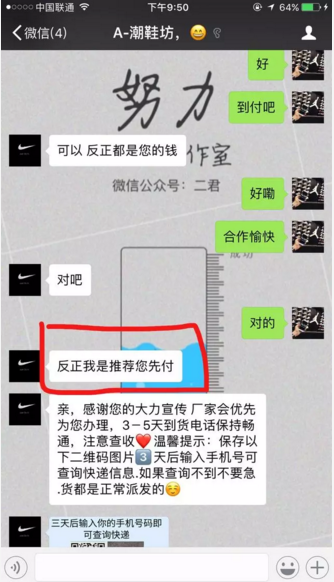 中国联通
下午9:50
64%
微信(4)
A-潮鞋坊，
好
努力
到付吧
可以 反正都是您的钱
作室
微信公众号：二君
好嘞
合作愉快
成功
对吧
对的
反正我是推荐您先付
亲，感谢您的大力宣传 厂家会优先
为您办理，3－5天到货电话保持畅
通，注意查收❤️温馨提示：保存以
下二维码图片3️⃣天后输入手机号可
查询快递信息.如果查询不到不要急
.货都是正常派发的☺️
三天后输入你的手机号码即
可查询快递